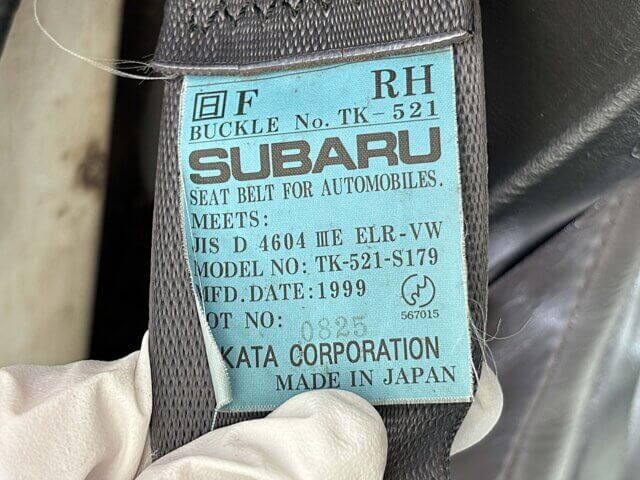 日 F RH
BUCKLE No. TK-521
SUBARU
SEAT BELT FOR AUTOMOBILES.
MEETS:
JIS D 4604 ⅢE ELR-VW
MODEL NO: TK-521-S179
MFD.DATE:1999
OT NO: 0825
567015
KATA CORPORATION
MADE IN JAPAN